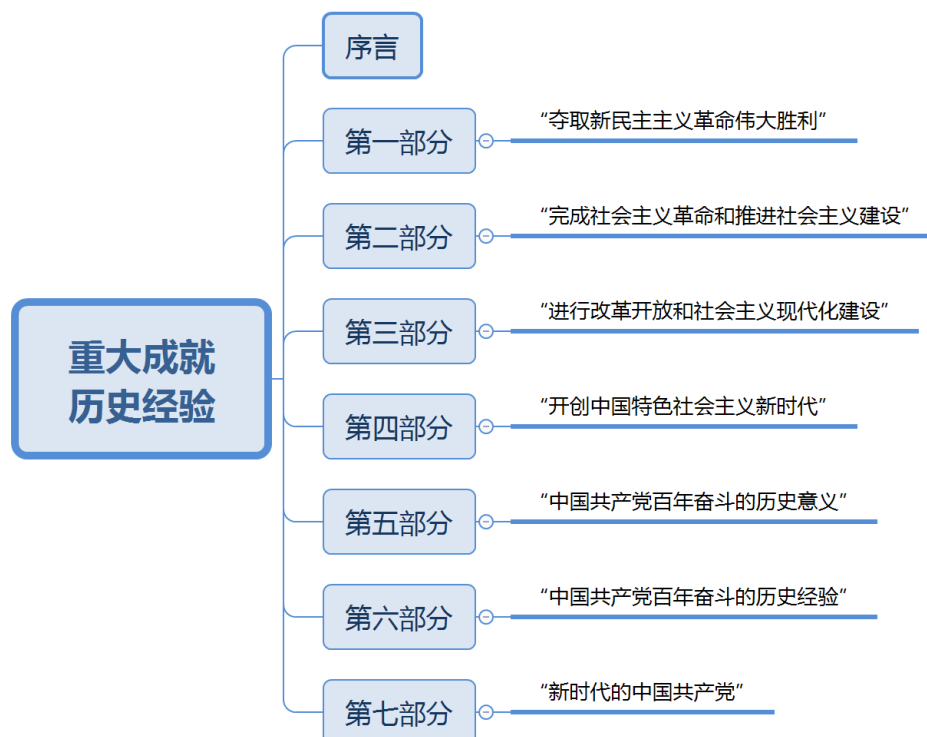 序言
第一部分
“夺取新民主主义革命伟大胜利”
第二部分
“完成社会主义革命和推进社会主义建设”
第三部分
“进行改革开放和社会主义现代化建设”
重大成就
历史经验
第四部分
“开创中国特色社会主义新时代”
第五部分
“中国共产党百年奋斗的历史意义”
第六部分
“中国共产党百年奋斗的历史经验”
第七部分
“新时代的中国共产党”